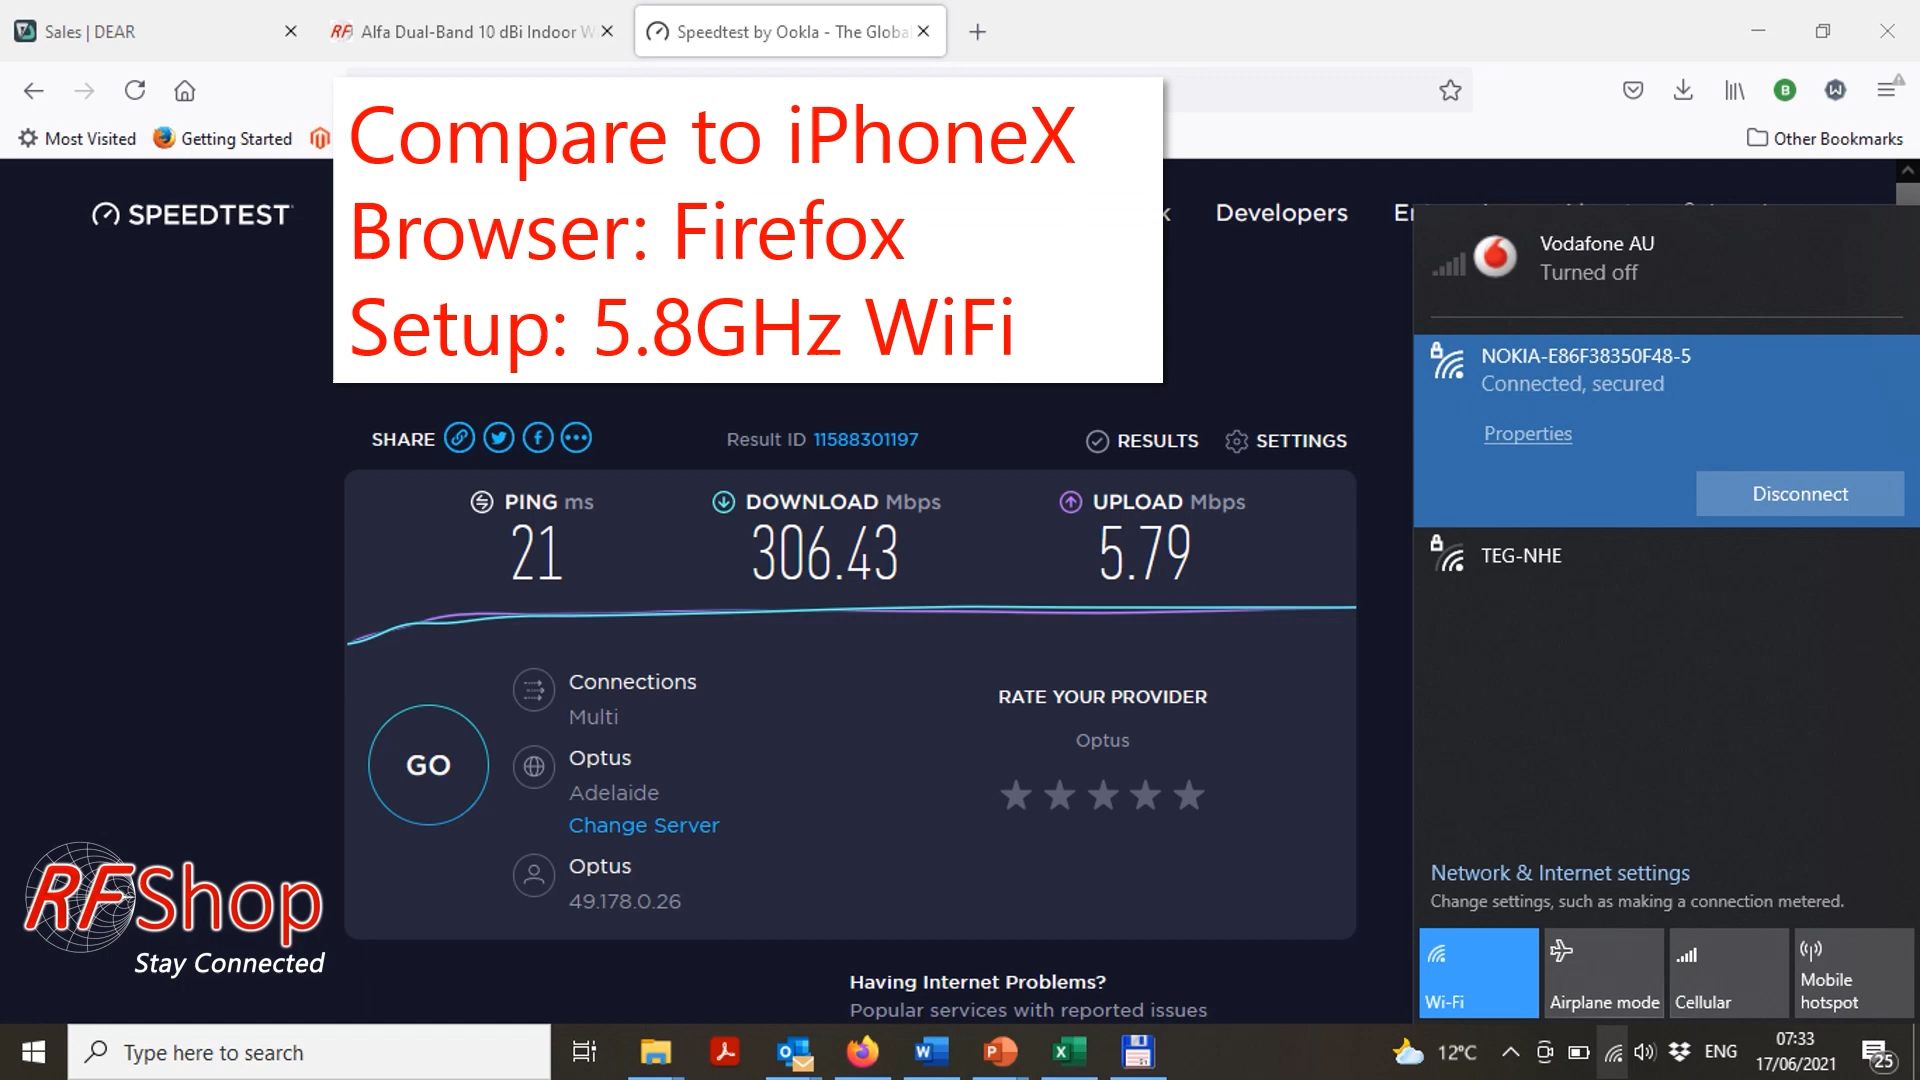 Sales | DEAR
RF Alfa Dual-Band 10 dBi Indoor W
Speedtest by Ookla - The Global
Most Visited
Getting Started
Other Bookmarks
Compare to iPhoneX
Browser: Firefox
Setup: 5.8GHz WiFi
SPEEDTEST
Developers
Vodafone AU
Turned off
NOKIA-E86F38350F48-5
Connected, secured
Properties
Disconnect
TEG-NHE
SHARE
Result ID 11588301197
RESULTS
SETTINGS
PING ms
21
DOWNLOAD Mbps
306.43
UPLOAD Mbps
5.79
GO
Connections
Multi
Optus
Adelaide
Change Server
Optus
49.178.0.26
RATE YOUR PROVIDER
Optus
Having Internet Problems?
Popular services with reported issues
RFShop
Stay Connected
Network & Internet settings
Change settings, such as making a connection metered.
Wi-Fi
Airplane mode
Cellular
Mobile
hotspot
Type here to search
12°C
ENG
07:33
17/06/2021
25